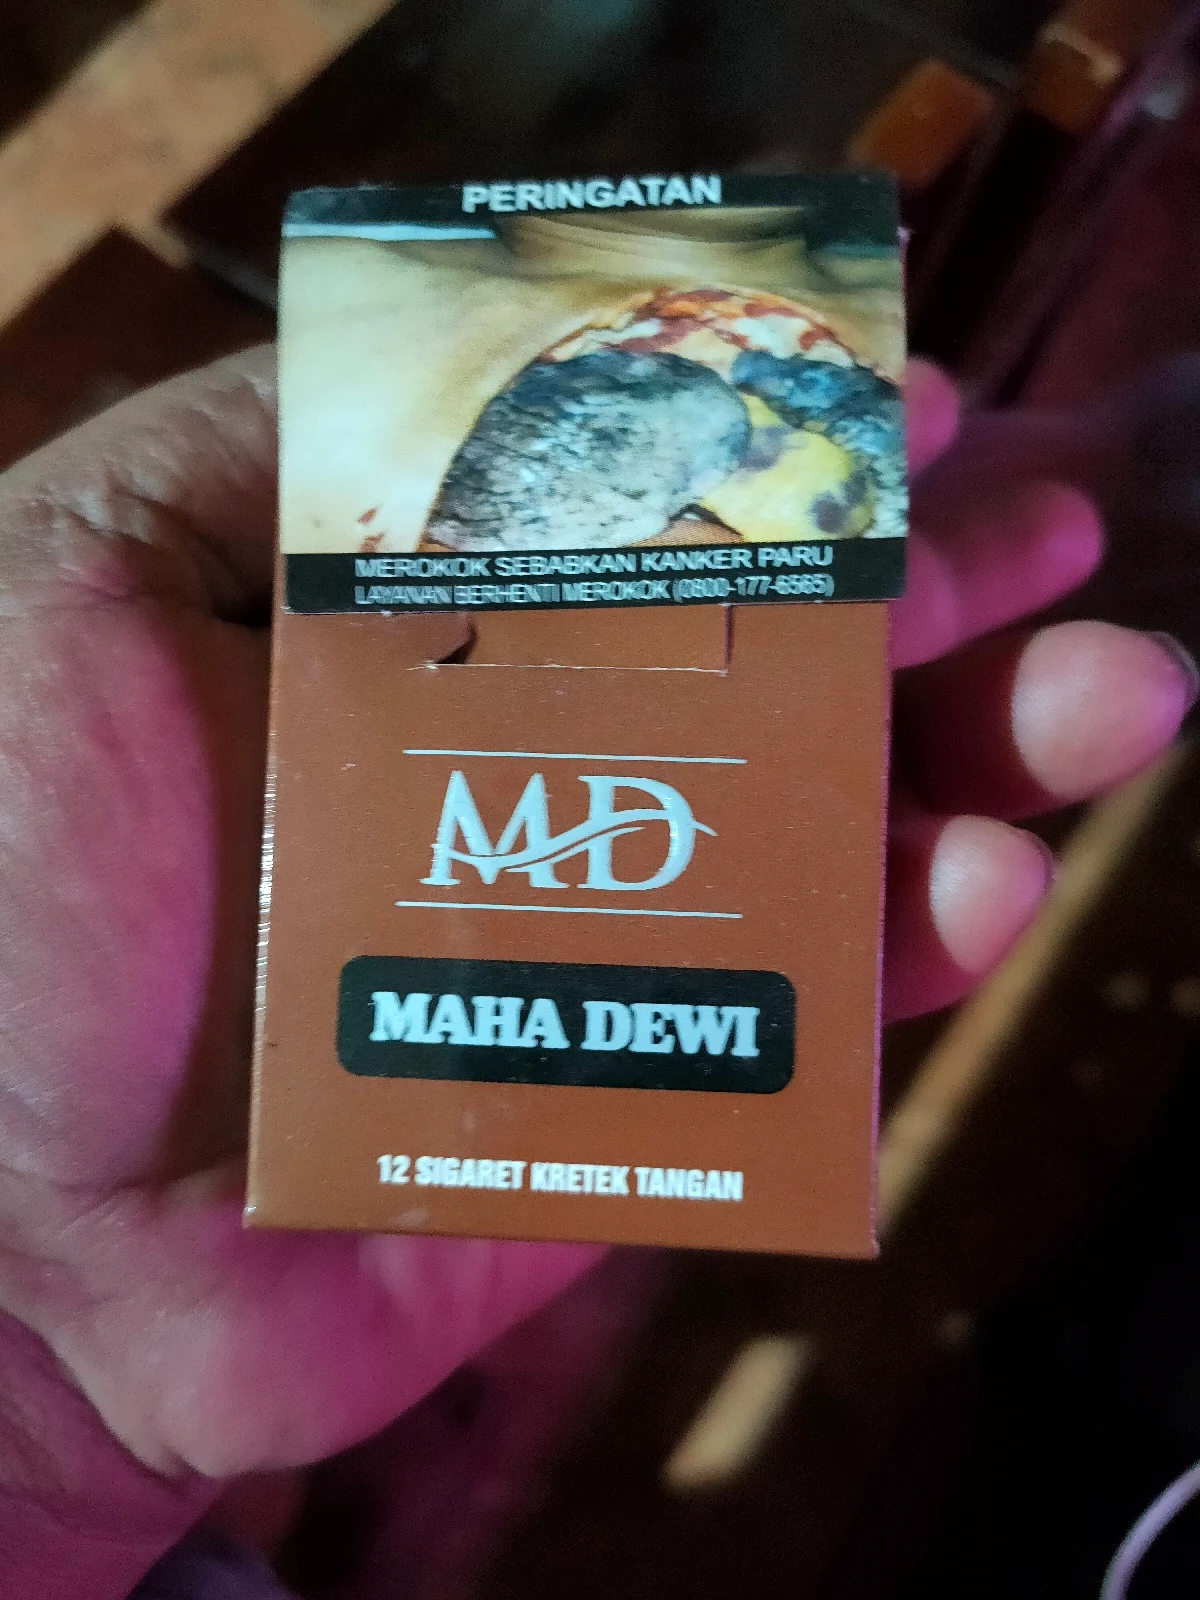 PERINGATAN
MEROKOK SEBABKAN KANKER PARU
LAYANAN BERHENTI MEROKOK (0800-177-6565)
MD
MAHA DEWI
12 SIGARET KRETEK TANGAN